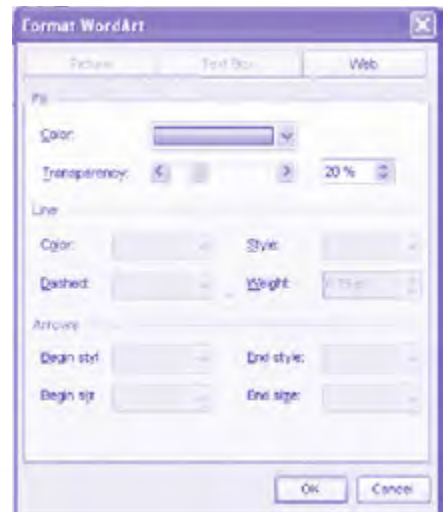 Format WordArt
Picture Text Box Web
Fill
Color:
Transparency: 20 %
Line
Color: Style:
Dashed: Weight:
Arrows
Begin styl End style:
Begin siz End size:
OK Cancel